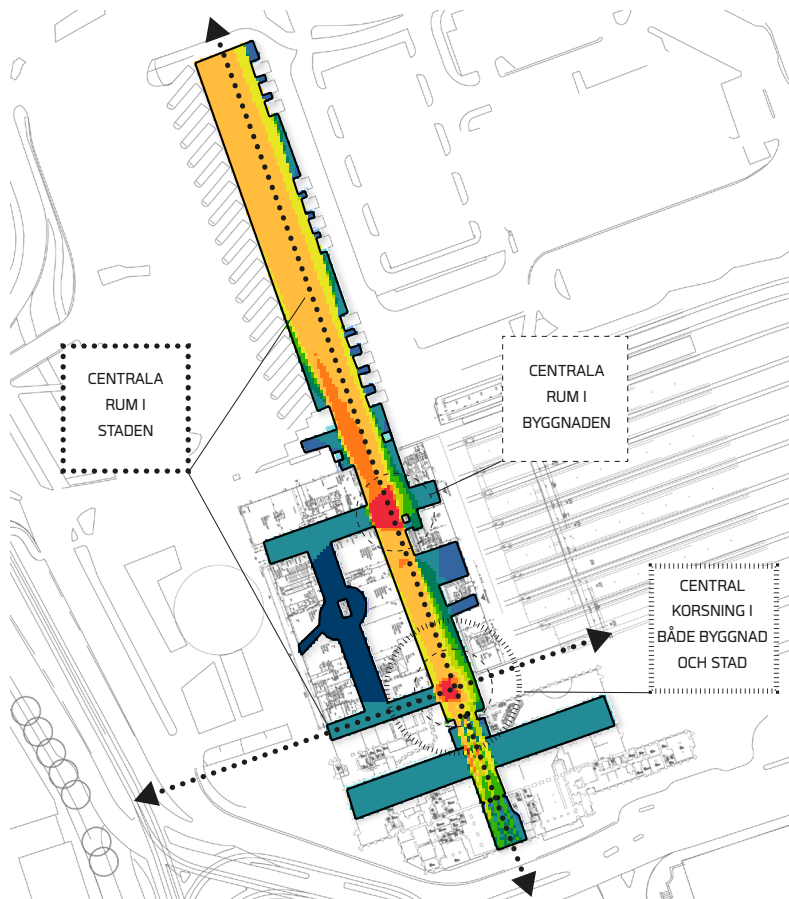 CENTRALA
RUM I
STADEN
CENTRALA
RUM I
BYGGNADEN
CENTRAL
KORSNING I
BÅDE BYGGNAD
OCH STAD